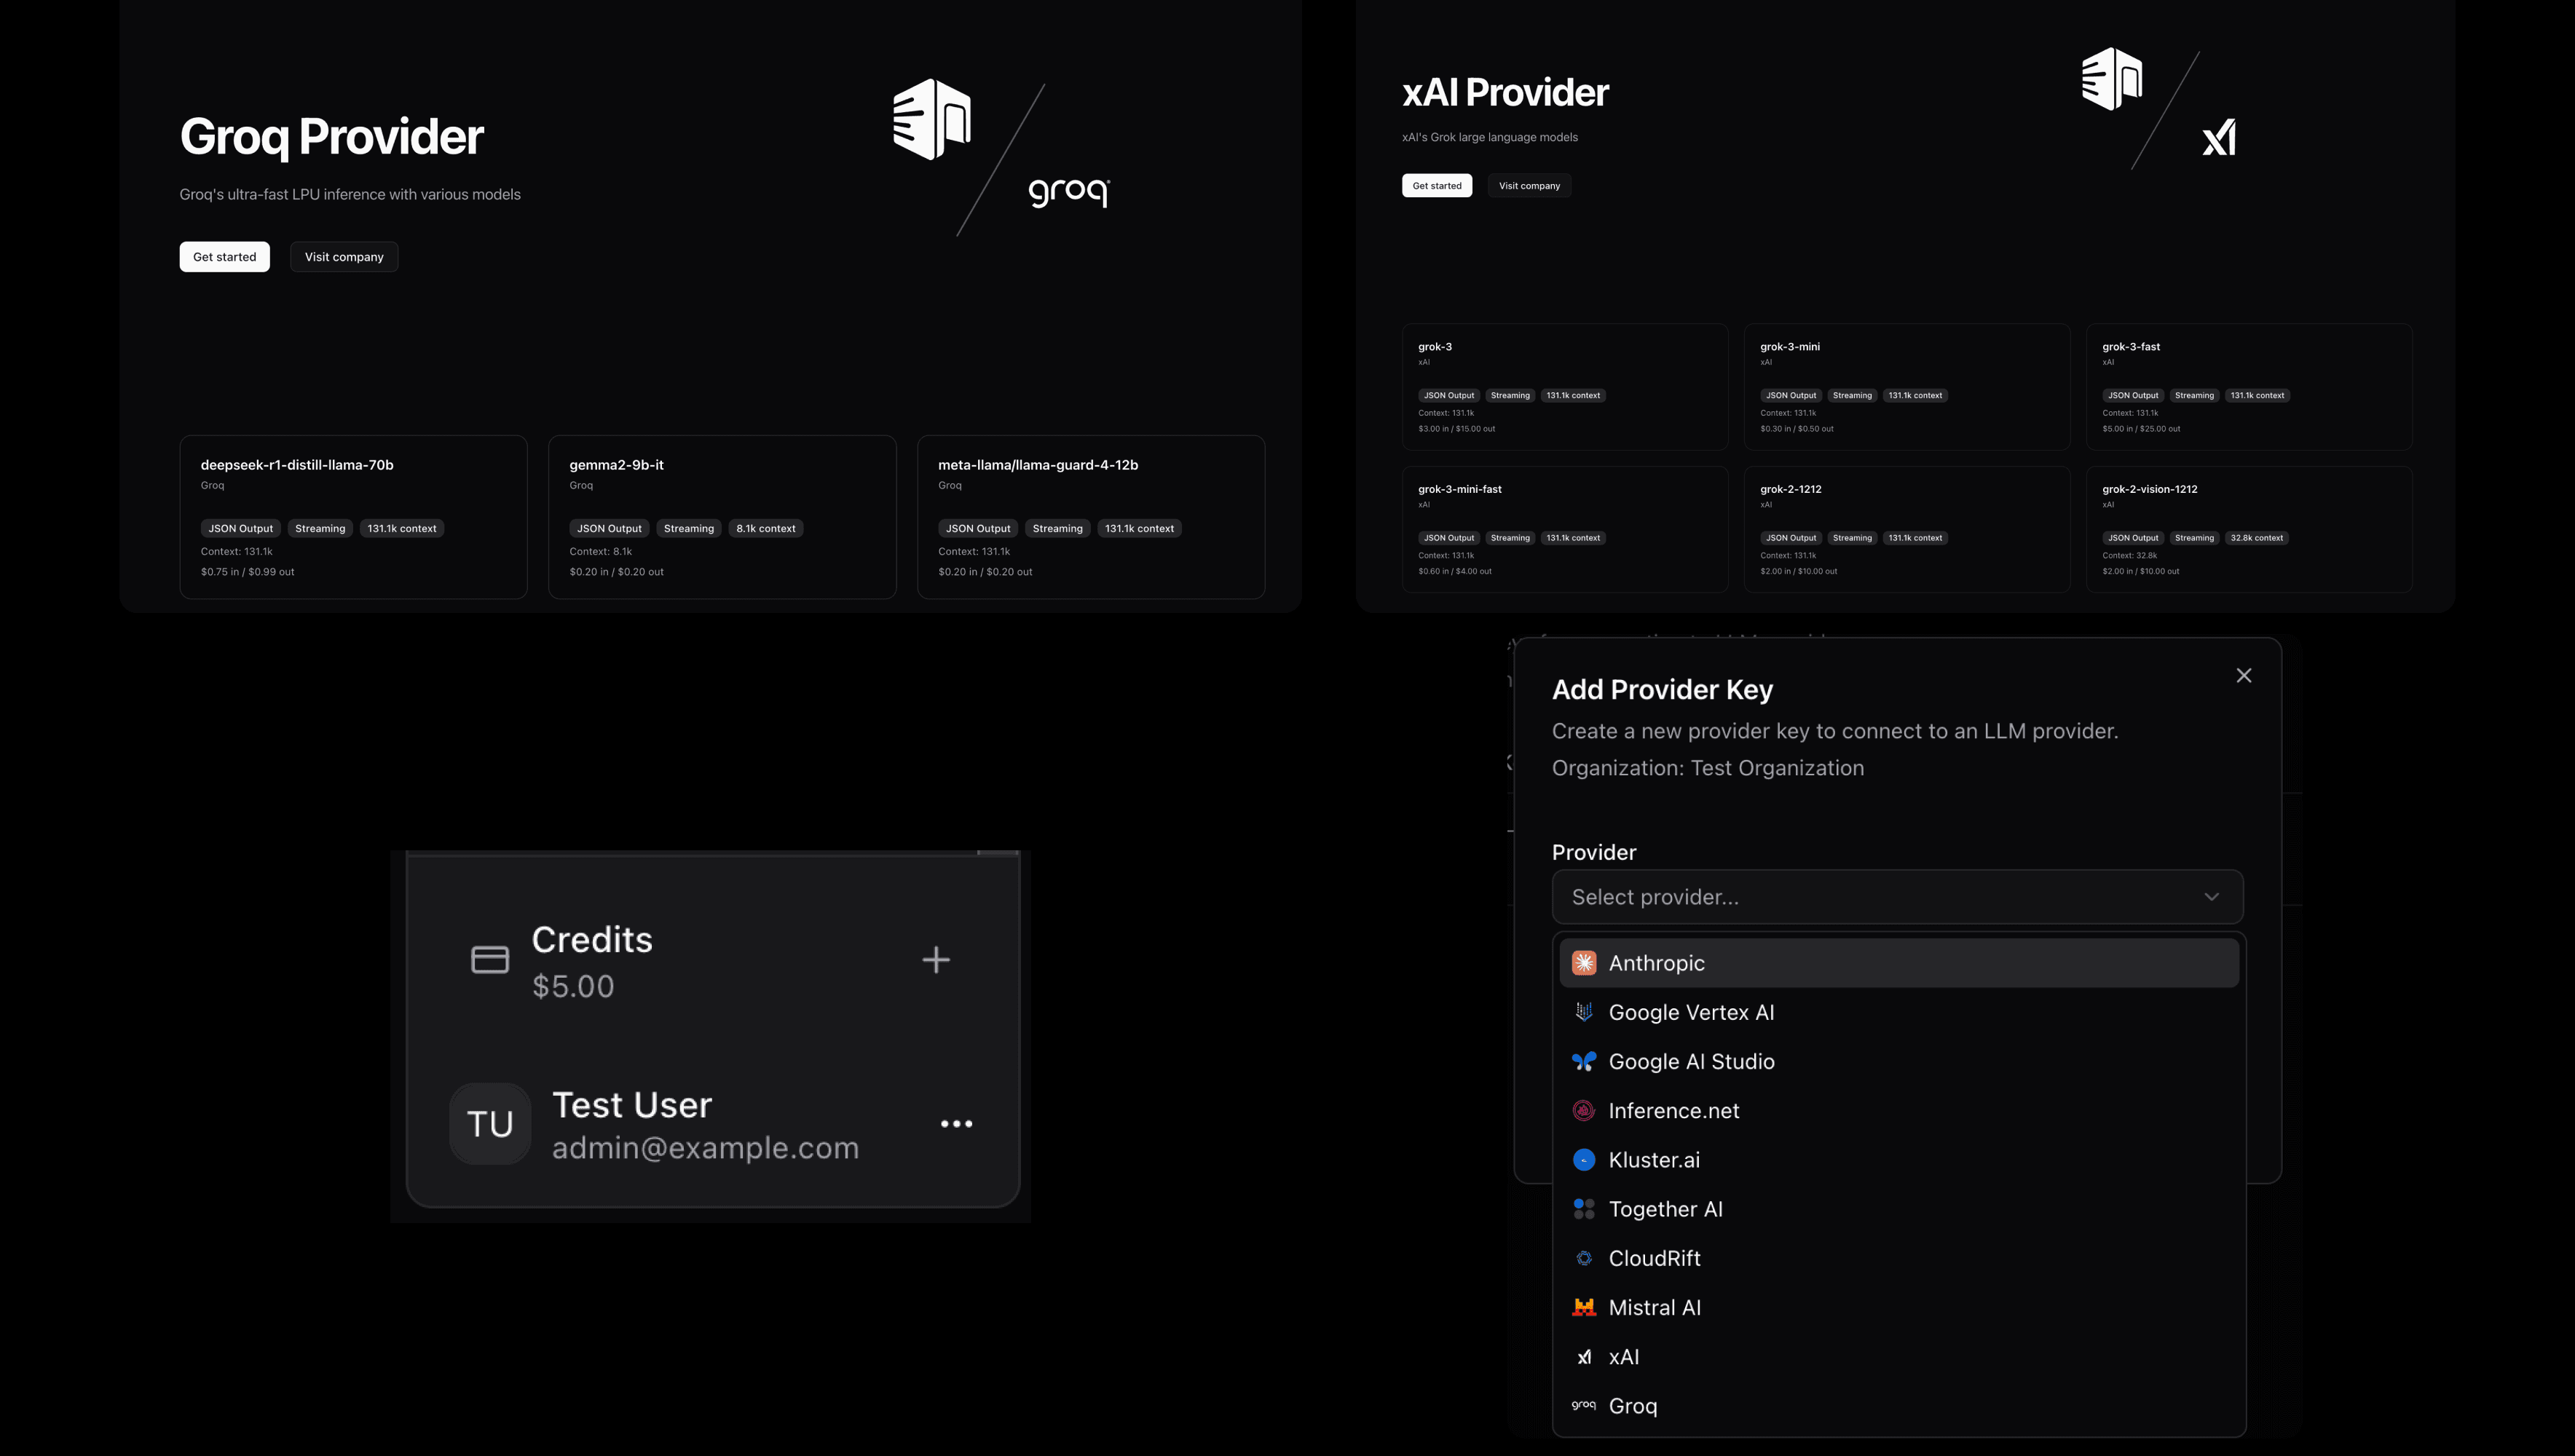 Groq Provider
Groq's ultra-fast LPU inference with various models
Get started
Visit company
groq
deepseek-r1-distill-llama-70b
Groq
JSON Output Streaming 131.1k context
Context: 131.1k
$0.75 in / $0.99 out
gemma2-9b-it
Groq
JSON Output Streaming 8.1k context
Context: 8.1k
$0.20 in / $0.20 out
meta-llama/llama-guard-4-12b
Groq
JSON Output Streaming 131.1k context
Context: 131.1k
$0.20 in / $0.20 out
xAI Provider
xAI's Grok large language models
Get started
Visit company
xI
grok-3
xAI
JSON Output Streaming 131.1k context
Context: 131.1k
$3.00 in / $15.00 out
grok-3-mini
xAI
JSON Output Streaming 131.1k context
Context: 131.1k
$0.30 in / $0.50 out
grok-3-fast
xAI
JSON Output Streaming 131.1k context
Context: 131.1k
$5.00 in / $25.00 out
grok-3-mini-fast
xAI
JSON Output Streaming 131.1k context
Context: 131.1k
$0.60 in / $4.00 out
grok-2-1212
xAI
JSON Output Streaming 131.1k context
Context: 131.1k
$2.00 in / $10.00 out
grok-2-vision-1212
xAI
JSON Output Streaming 32.8k context
Context: 32.8k
$2.00 in / $10.00 out
Credits
$5.00
TU
Test User
admin@example.com
Add Provider Key
Create a new provider key to connect to an LLM provider.
Organization: Test Organization
Provider
Select provider...
Anthropic
Google Vertex AI
Google AI Studio
Inference.net
Kluster.ai
Together AI
CloudRift
Mistral AI
xAI
groq Groq